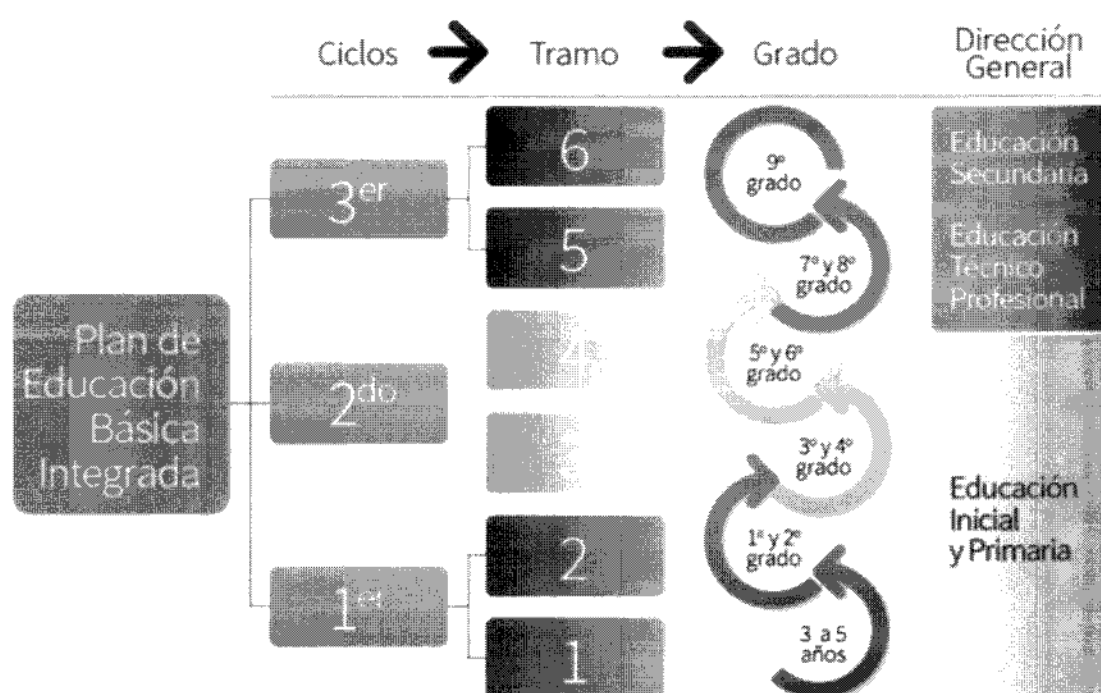 Ciclos
Tramo
Grado
Dirección
General
Plan de
Educación
Básica
Integrada
3er
2do
1er
6
5
4
2
1
9º
grado
7º y 8º
grado
5º y 6º
grado
3º y 4º
grado
1º y 2º
grado
3 a 5
años
Educación
Secundaria
Educación
Técnico
Profesional
Educación
Inicial
y Primaria